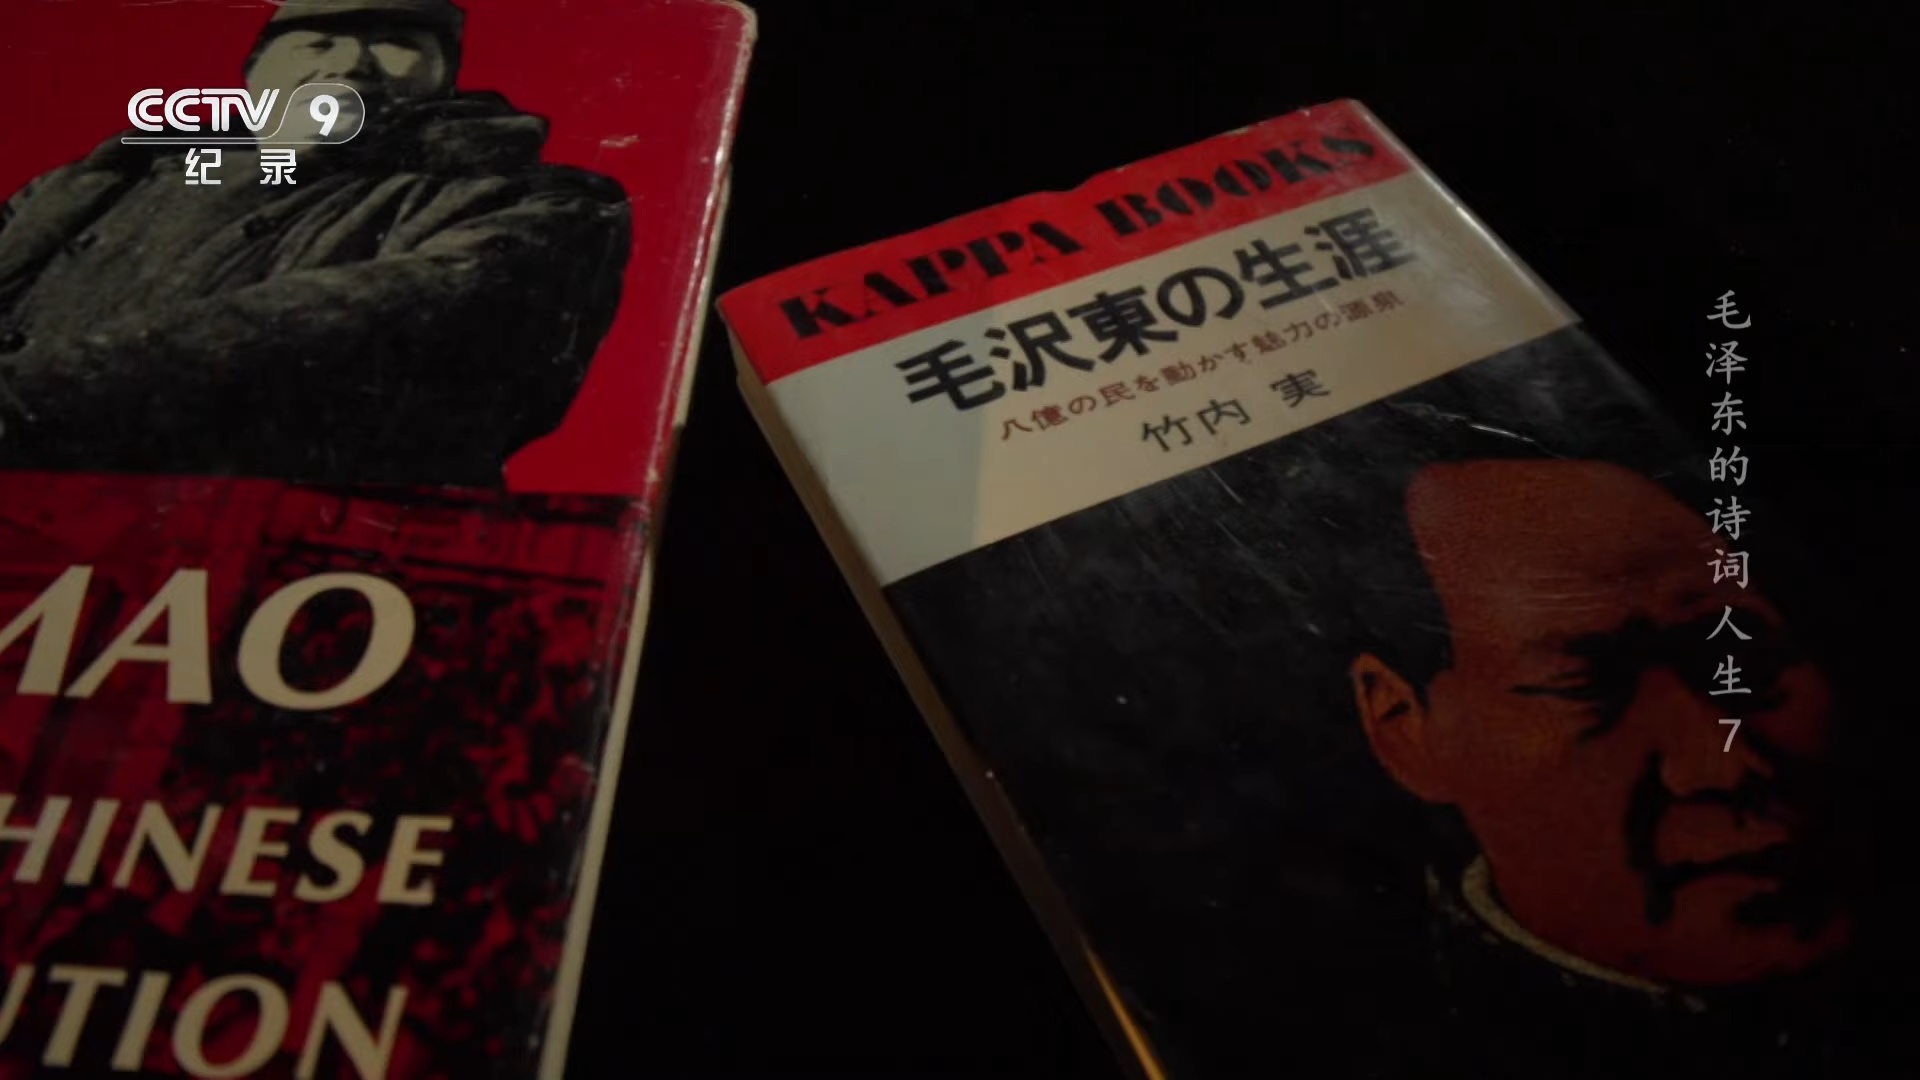 CCTV 9
纪录
MAO
HINESE
UTION
KAPPA BOOKS
毛沢東の生涯
八億の民を動かす魅力の源泉
竹内 実
毛泽东的诗词人生 7